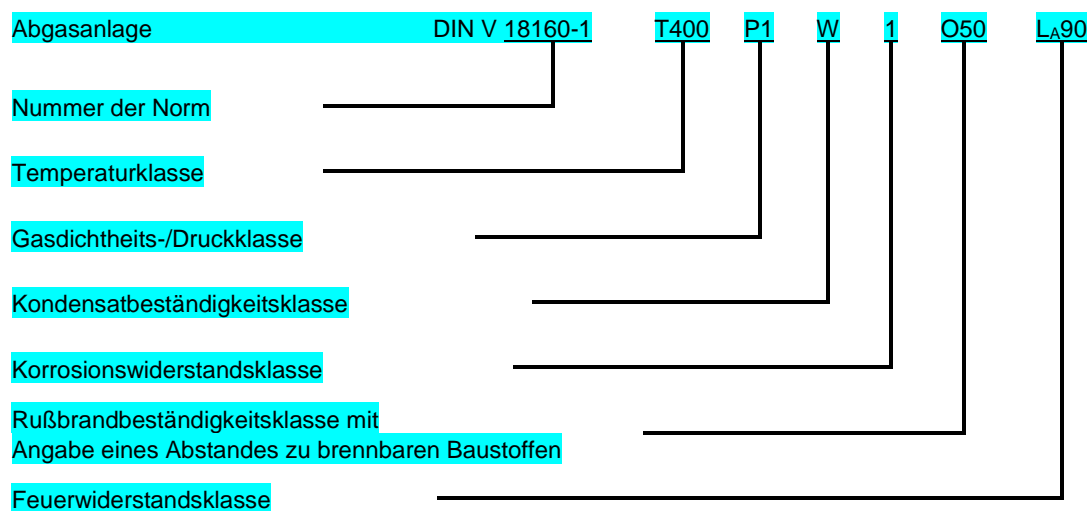 Abgasanlage DIN V 18160-1 T400 P1 W 1 O50 LA90
Nummer der Norm
Temperaturklasse
Gasdichtheits-/Druckklasse
Kondensatbeständigkeitsklasse
Korrosionswiderstandsklasse
Rußbrandbeständigkeitsklasse mit
Angabe eines Abstandes zu brennbaren Baustoffen
Feuerwiderstandsklasse